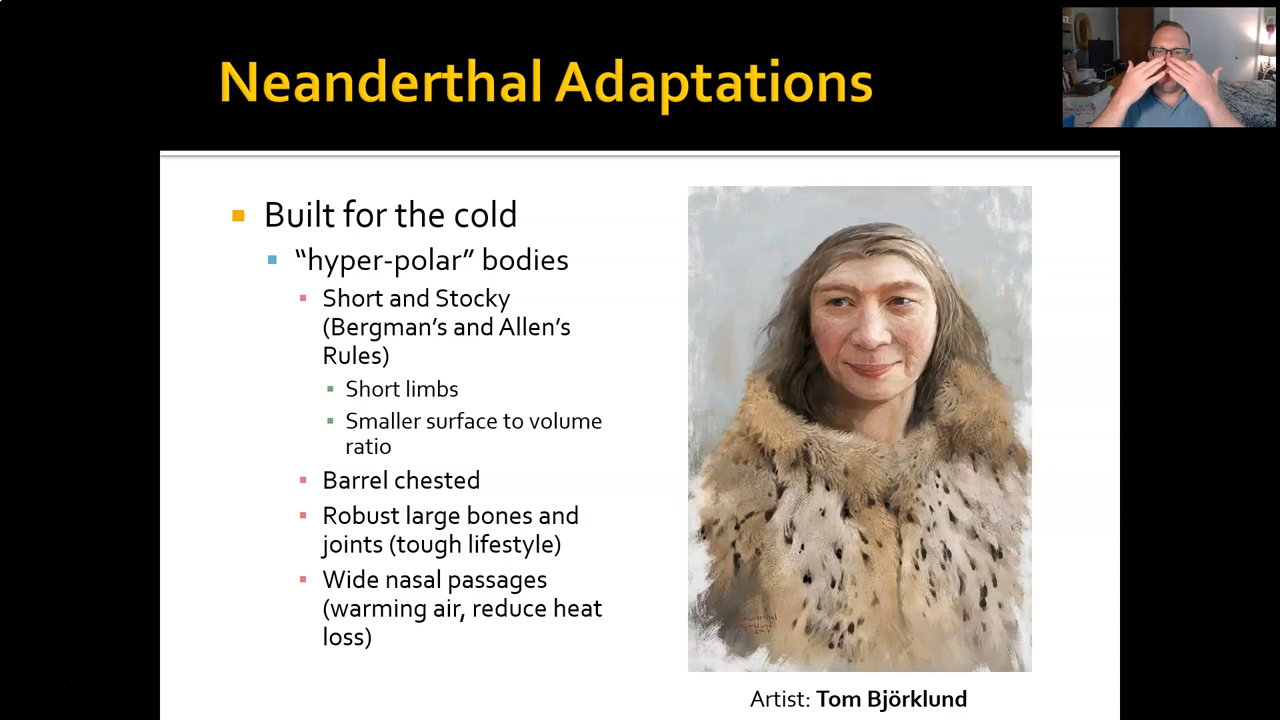 Neanderthal Adaptations
Built for the cold
“hyper-polar” bodies
Short and Stocky
(Bergman’s and Allen’s
Rules)
Short limbs
Smaller surface to volume
ratio
Barrel chested
Robust large bones and
joints (tough lifestyle)
Wide nasal passages
(warming air, reduce heat
loss)
Artist: Tom Björklund